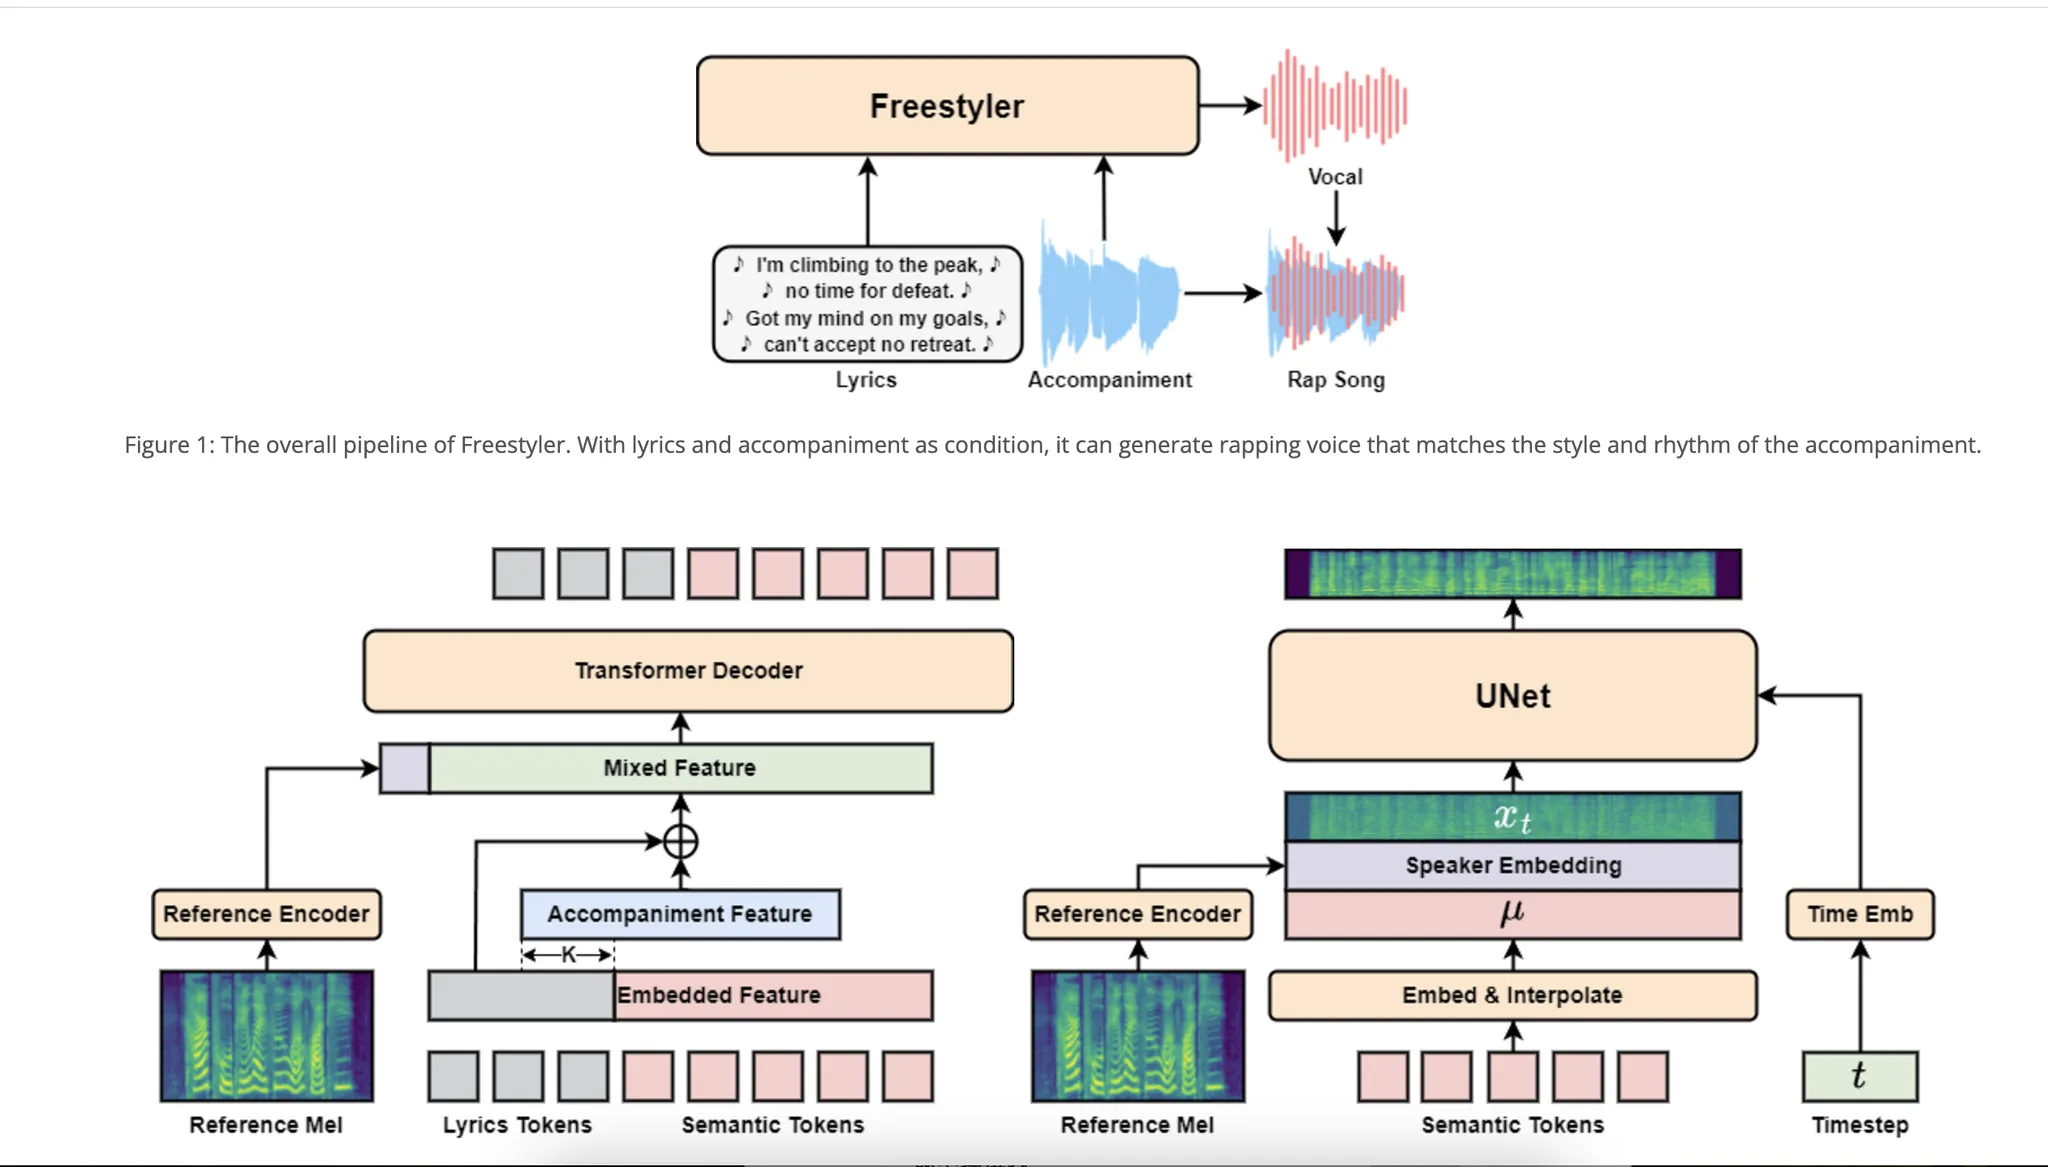 Freestyler
Vocal
♪ I'm climbing to the peak, ♪
♪ no time for defeat. ♪
♪ Got my mind on my goals, ♪
♪ can't accept no retreat. ♪
Lyrics
Accompaniment
Rap Song
Figure 1: The overall pipeline of Freestyler. With lyrics and accompaniment as condition, it can generate rapping voice that matches the style and rhythm of the accompaniment.
Transformer Decoder
Mixed Feature
Reference Encoder
Accompaniment Feature
K
Embedded Feature
Reference Mel
Lyrics Tokens
Semantic Tokens
UNet
x_t
Speaker Embedding
Reference Encoder
μ
Time Emb
Embed & Interpolate
t
Reference Mel
Semantic Tokens
Timestep